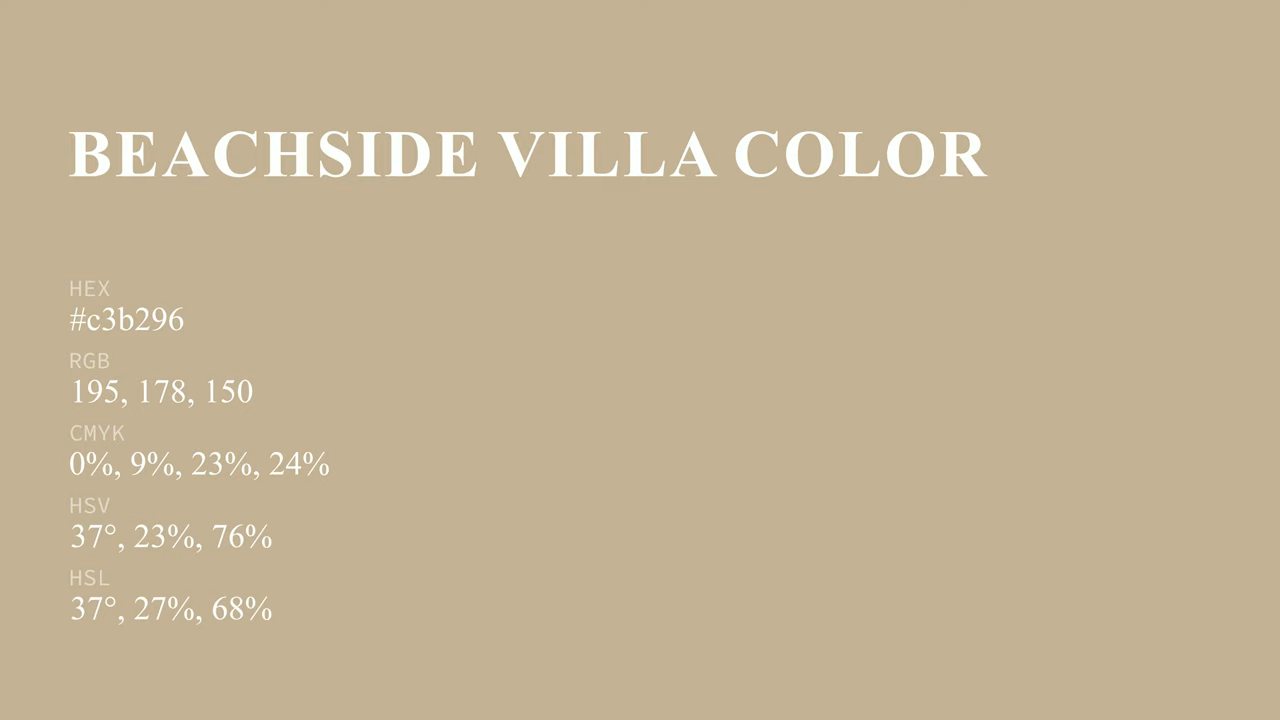 BEACHSIDE VILLA COLOR
HEX
#c3b296
RGB
195, 178, 150
CMYK
0%, 9%, 23%, 24%
HSV
37°, 23%, 76%
HSL
37°, 27%, 68%